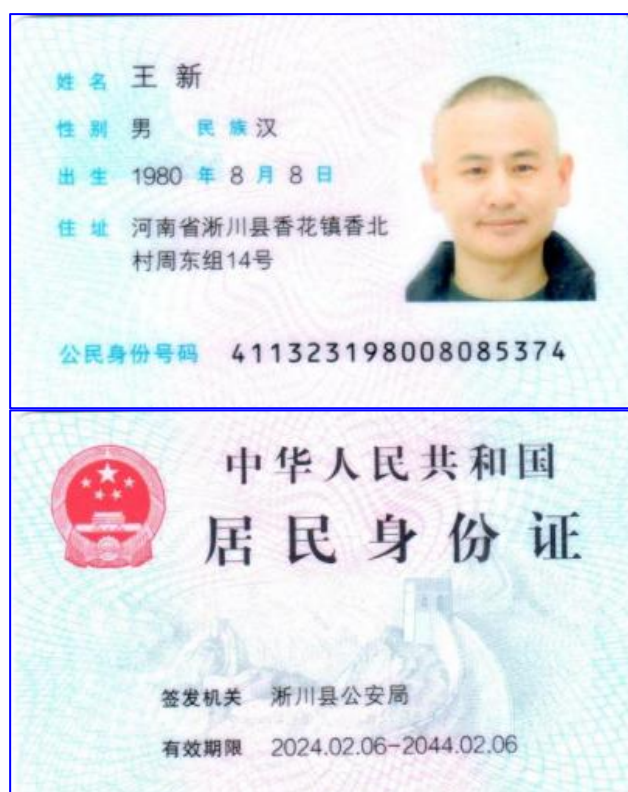 姓名 王新
性别 男 民族 汉
出生 1980 年 8 月 8 日
住址 河南省淅川县香花镇香北
村周东组14号
公民身份号码 411323198008085374
中华人民共和国
居民身份证
签发机关 淅川县公安局
有效期限 2024.02.06-2044.02.06